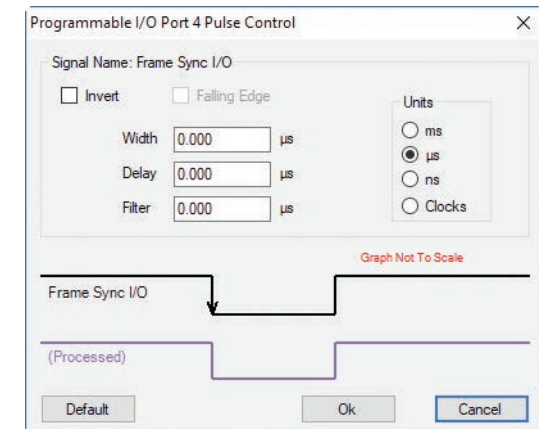 Programmable I/O Port 4 Pulse Control
Signal Name: Frame Sync I/O
Invert
Falling Edge
Width 0.000 µs
Delay 0.000 µs
Filter 0.000 µs
Units
ms
µs
ns
Clocks
Graph Not To Scale
Frame Sync I/O
(Processed)
Default Ok Cancel